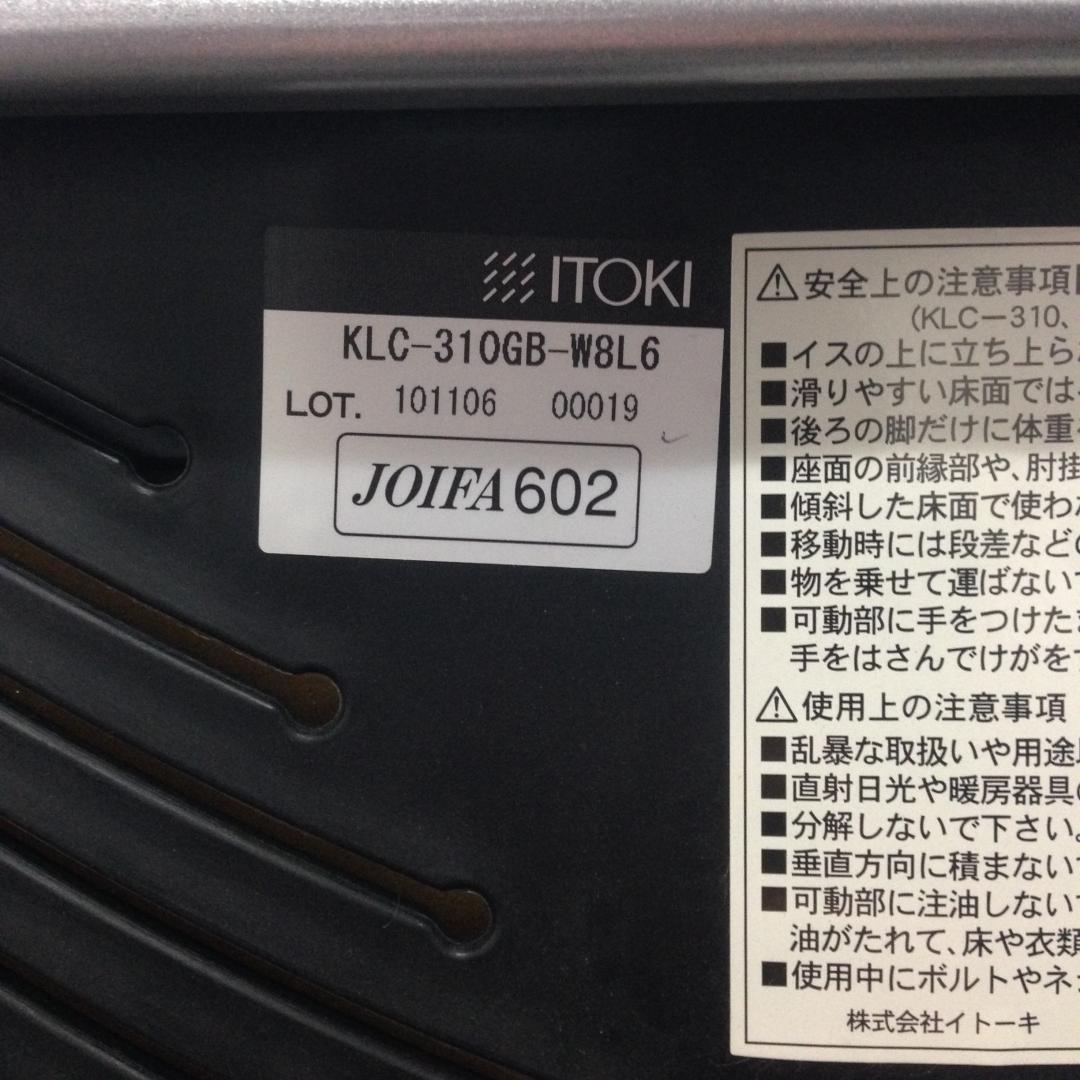 ITOKI
KLC-310GB-W8L6
LOT. 101106 00019
JOIFA602
⚠安全上の注意事項
(KLCー310、
■イスの上に立ち上ら
■滑りやすい床面では
■後ろの脚だけに体重
■座面の前縁部や、肘掛
■傾斜した床面で使わ
■移動時には段差など
■物を乗せて運ばない
■可動部に手をつけた
手をはさんでけがを
⚠使用上の注意事項
■乱暴な取扱いや用途
■直射日光や暖房器具
■分解しないで下さい。
■垂直方向に積まない
■可動部に注油しない
油がたれて、床や衣類
■使用中にボルトやネ
株式会社イトーキ